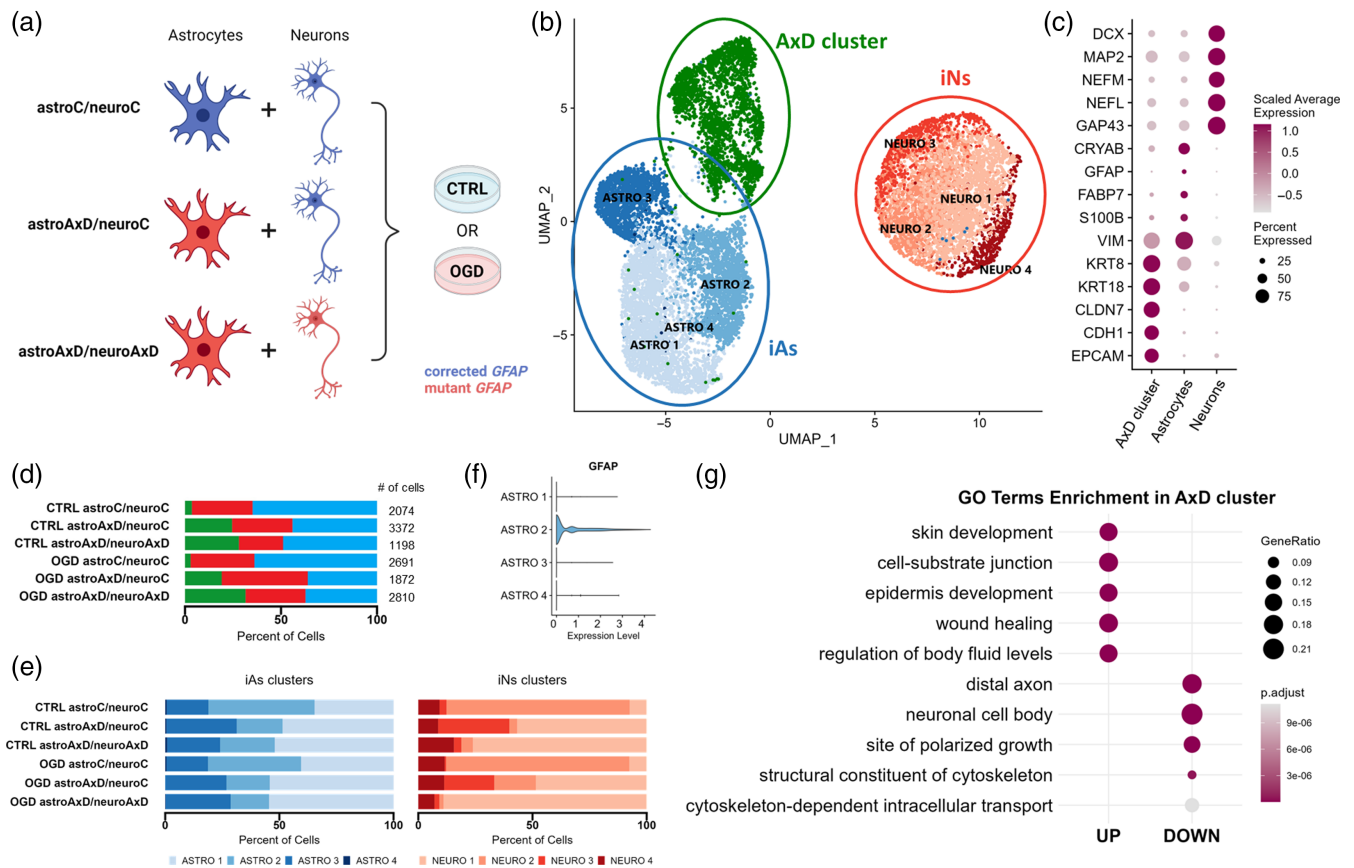 (a)
Astrocytes
Neurons
astroC/neuroC
+
astroAxD/neuroC
+
astroAxD/neuroAxD
+
CTRL
OR
OGD
corrected GFAP
mutant GFAP
(b)
AxD cluster
iNs
iAs
ASTRO 3
ASTRO 2
ASTRO 4
ASTRO 1
NEURO 3
NEURO 1
NEURO 2
NEURO 4
UMAP_2
5
0
−5
−5
0
5
10
UMAP_1
(c)
DCX
MAP2
NEFM
NEFL
GAP43
CRYAB
GFAP
FABP7
S100B
VIM
KRT8
KRT18
CLDN7
CDH1
EPCAM
AxD cluster
Astrocytes
Neurons
Scaled Average
Expression
1.0
0.5
0.0
−0.5
Percent
Expressed
25
50
75
(d)
# of cells
CTRL astroC/neuroC
2074
CTRL astroAxD/neuroC
3372
CTRL astroAxD/neuroAxD
1198
OGD astroC/neuroC
2691
OGD astroAxD/neuroC
1872
OGD astroAxD/neuroAxD
2810
0
50
100
Percent of Cells
(e)
iAs clusters
iNs clusters
CTRL astroC/neuroC
CTRL astroAxD/neuroC
CTRL astroAxD/neuroAxD
OGD astroC/neuroC
OGD astroAxD/neuroC
OGD astroAxD/neuroAxD
0
50
100
Percent of Cells
0
50
100
Percent of Cells
ASTRO 1
ASTRO 2
ASTRO 3
ASTRO 4
NEURO 1
NEURO 2
NEURO 3
NEURO 4
(f)
GFAP
ASTRO 1
ASTRO 2
ASTRO 3
ASTRO 4
0 1 2 3 4
Expression Level
(g)
GO Terms Enrichment in AxD cluster
skin development
cell-substrate junction
epidermis development
wound healing
regulation of body fluid levels
distal axon
neuronal cell body
site of polarized growth
structural constituent of cytoskeleton
cytoskeleton-dependent intracellular transport
UP
DOWN
GeneRatio
0.09
0.12
0.15
0.18
0.21
p.adjust
9e-06
6e-06
3e-06